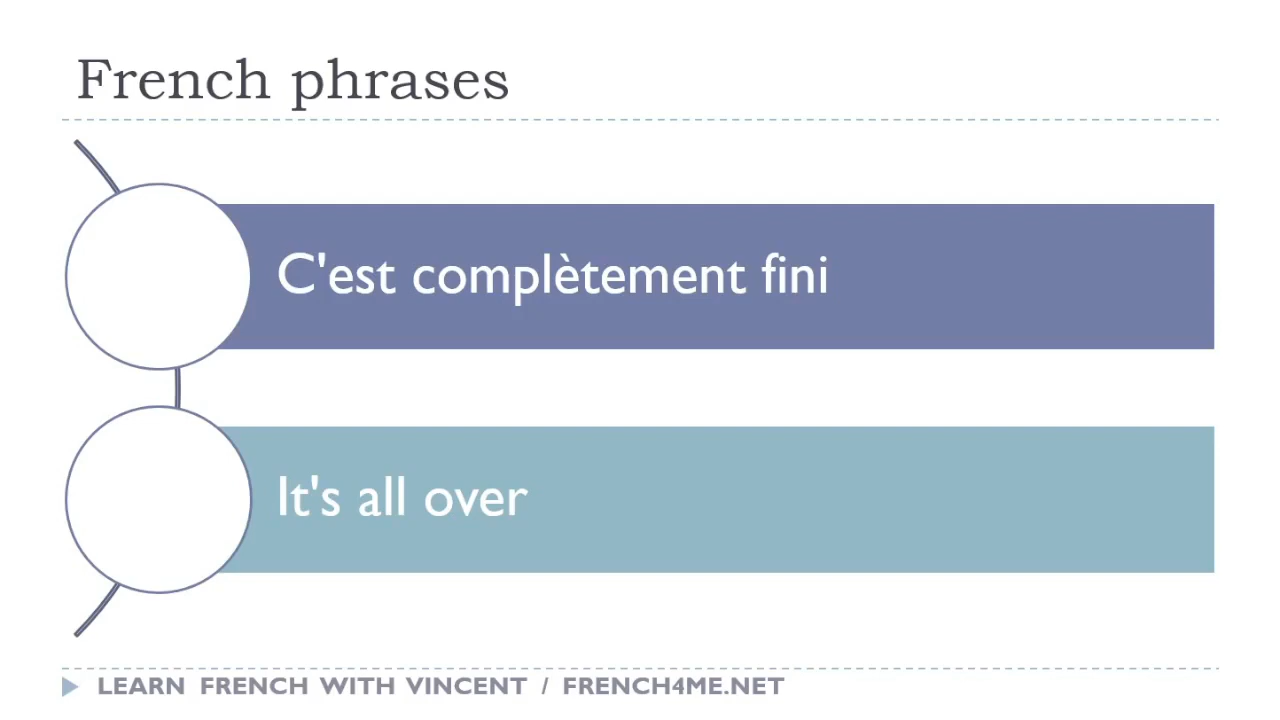 French phrases
C'est complètement fini
It's all over
LEARN FRENCH WITH VINCENT / FRENCH4ME.NET